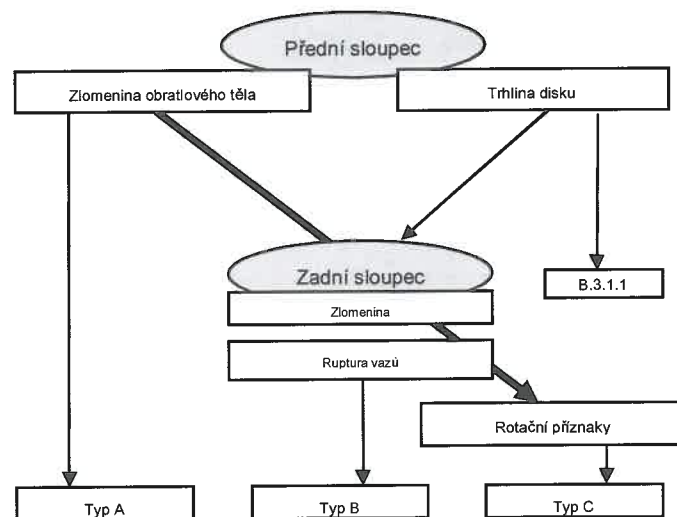 Přední sloupec
Zlomenina obratlového těla
Trhlina disku
Zadní sloupec
B.3.1.1
Zlomenina
Ruptura vazů
Rotační příznaky
Typ A
Typ B
Typ C